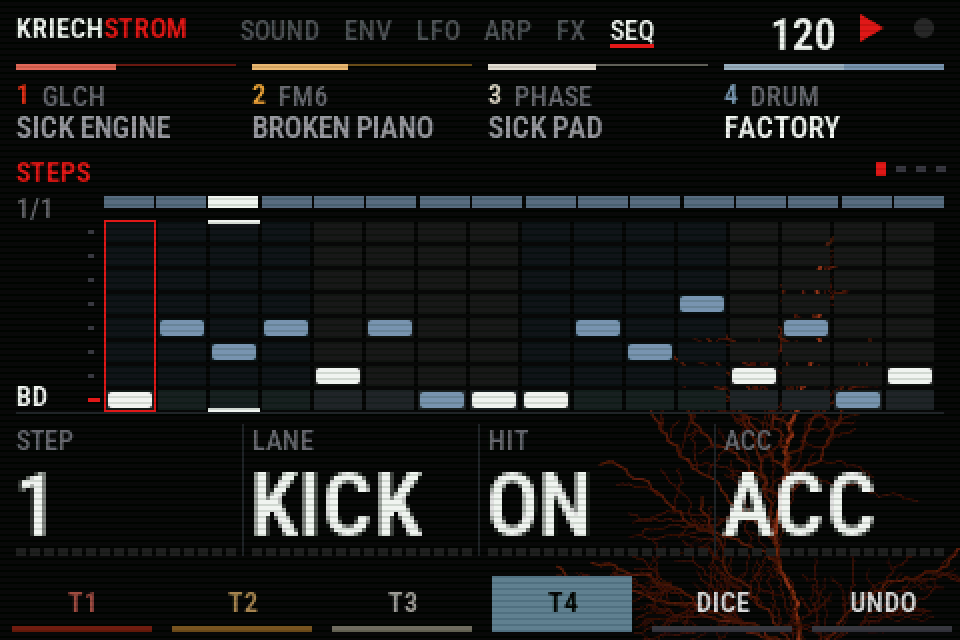 KRIECHSTROM SOUND ENV LFO ARP FX SEQ 120
1 GLCH 2 FM6 3 PHASE 4 DRUM
SICK ENGINE BROKEN PIANO SICK PAD FACTORY
STEPS
1/1
BD
STEP LANE HIT ACC
1 KICK ON ACC
T1 T2 T3 T4 DICE UNDO